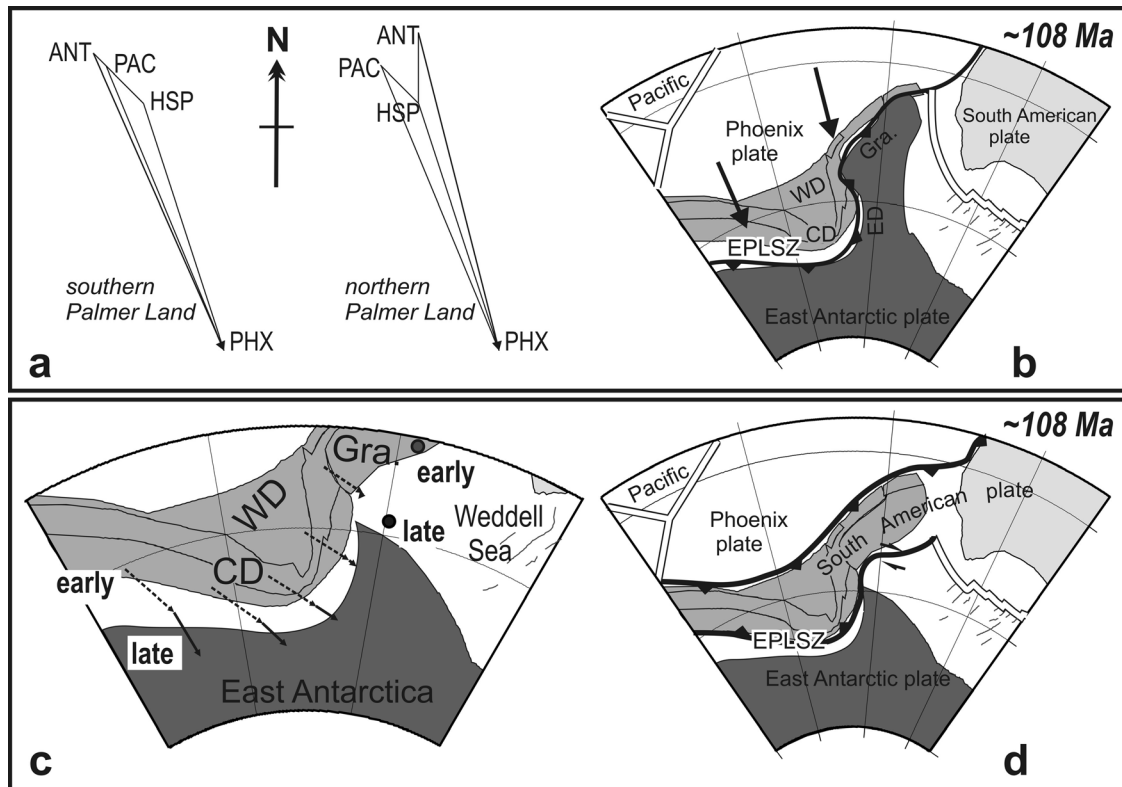 ANT
PAC
HSP
southern
Palmer Land
PHX
N
ANT
PAC
HSP
northern
Palmer Land
PHX
a
~108 Ma
Pacific
Phoenix
plate
South American
plate
Gra.
WD
CD
ED
EPLSZ
East Antarctic plate
b
Gra.
early
WD
late
Weddell
Sea
CD
early
late
East Antarctica
c
~108 Ma
Pacific
Phoenix
plate
South American plate
EPLSZ
East Antarctic plate
d